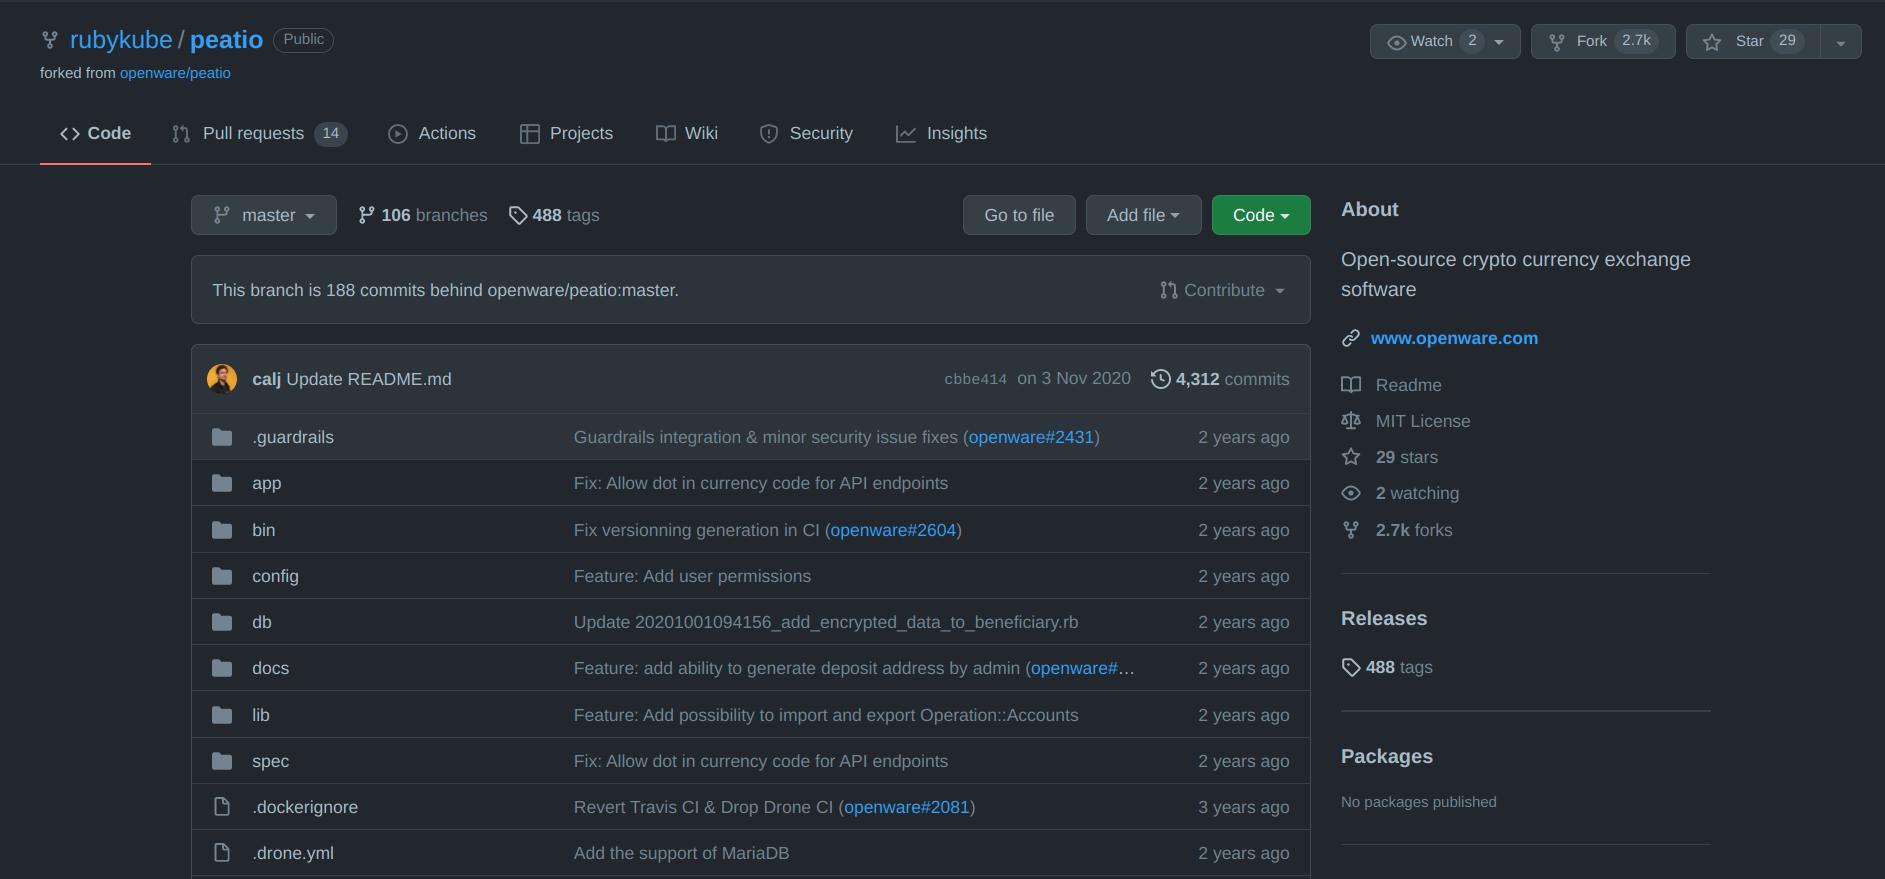 rubykube / peatio Public Watch 2 Fork 2.7k Star 29
forked from openware/peatio
Code Pull requests 14 Actions Projects Wiki Security Insights
master 106 branches 488 tags Go to file Add file Code
This branch is 188 commits behind openware/peatio:master. Contribute
calj Update README.md cbbe414 on 3 Nov 2020 4,312 commits
.guardrails Guardrails integration & minor security issue fixes (openware#2431) 2 years ago
app Fix: Allow dot in currency code for API endpoints 2 years ago
bin Fix versionning generation in CI (openware#2604) 2 years ago
config Feature: Add user permissions 2 years ago
db Update 20201001094156_add_encrypted_data_to_beneficiary.rb 2 years ago
docs Feature: add ability to generate deposit address by admin (openware#… 2 years ago
lib Feature: Add possibility to import and export Operation::Accounts 2 years ago
spec Fix: Allow dot in currency code for API endpoints 2 years ago
.dockerignore Revert Travis CI & Drop Drone CI (openware#2081) 3 years ago
.drone.yml Add the support of MariaDB 2 years ago
About
Open-source crypto currency exchange
software
www.openware.com
Readme
MIT License
29 stars
2 watching
2.7k forks
Releases
488 tags
Packages
No packages published